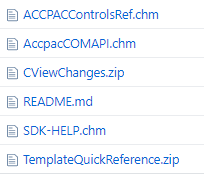 ACCPACControlsRef.chm
AccpacCOMAPI.chm
CViewChanges.zip
README.md
SDK-HELP.chm
TemplateQuickReference.zip